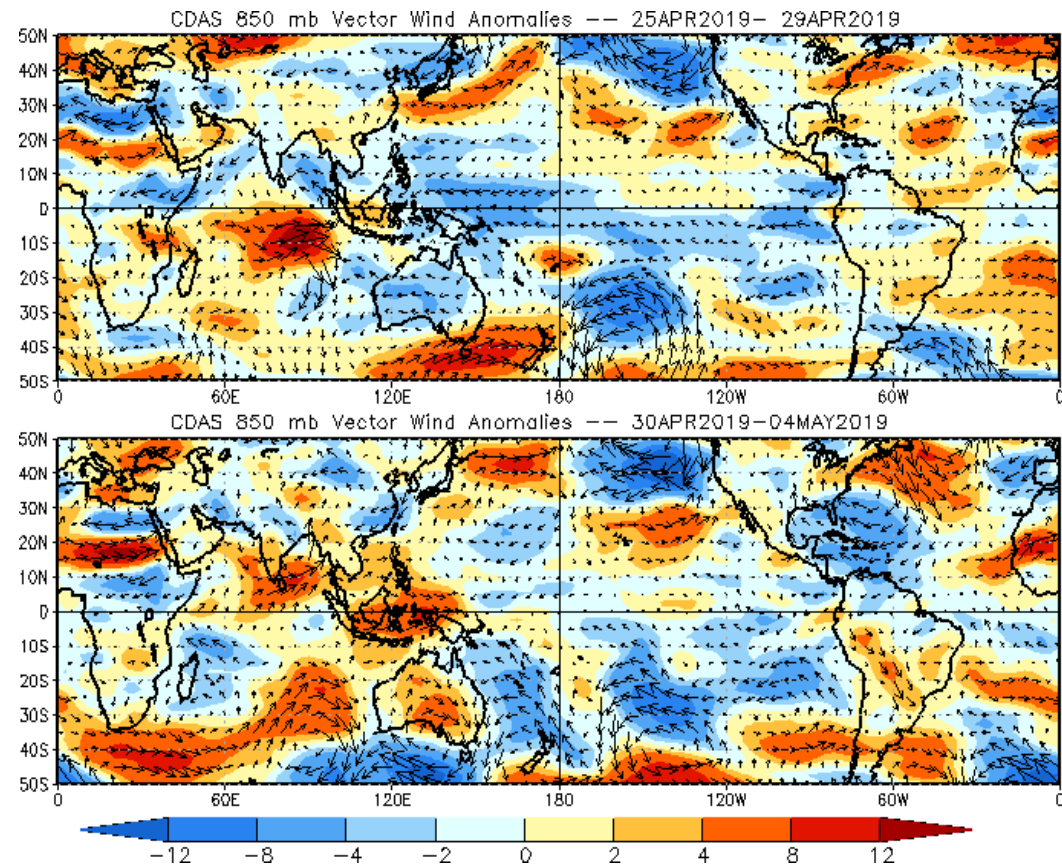 CDAS 850 mb Vector Wind Anomalies -- 25APR2019- 29APR2019
50N
40N
30N
20N
10N
0
10S
20S
30S
40S
50S
0 60E 120E 180 120W 60W 0
CDAS 850 mb Vector Wind Anomalies -- 30APR2019-04MAY2019
50N
40N
30N
20N
10N
0
10S
20S
30S
40S
50S
0 60E 120E 180 120W 60W 0
-12 -8 -4 -2 0 2 4 8 12